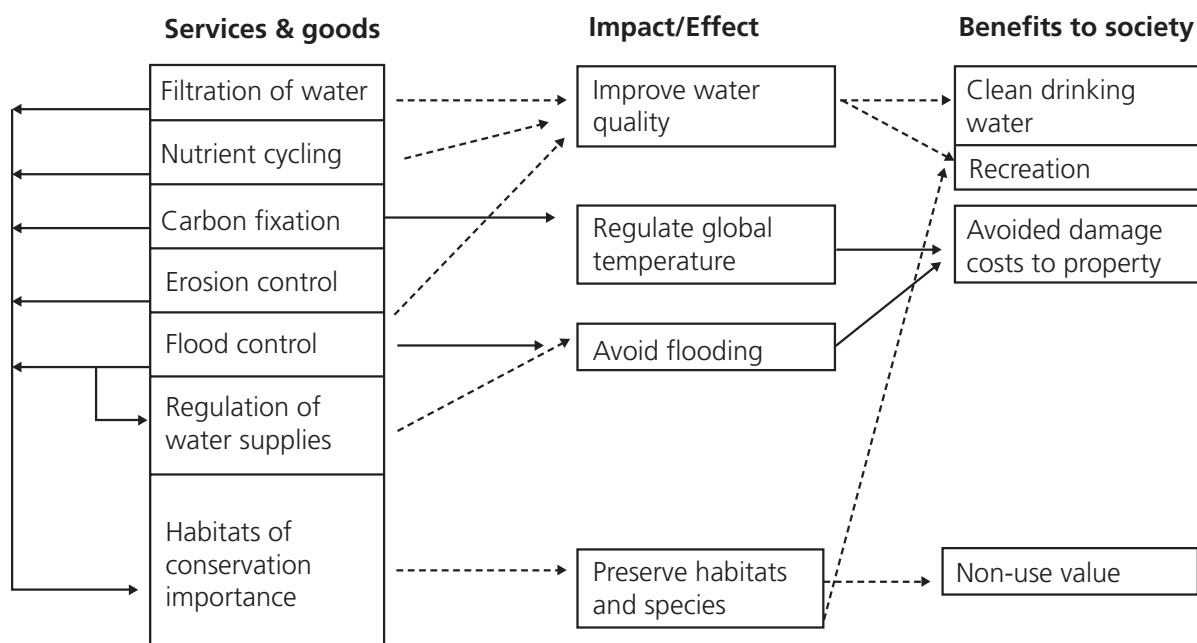 Services & goods
Impact/Effect
Benefits to society
Filtration of water
Nutrient cycling
Carbon fixation
Erosion control
Flood control
Regulation of
water supplies
Habitats of
conservation
importance
Improve water
quality
Regulate global
temperature
Avoid flooding
Preserve habitats
and species
Clean drinking
water
Recreation
Avoided damage
costs to property
Non-use value